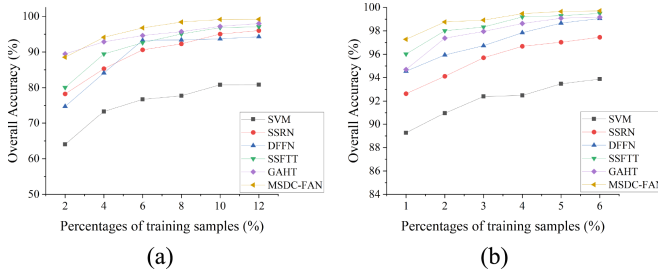 Overall Accuracy (%)
100
90
80
70
60
50
2
4
6
8
10
12
Percentages of training samples (%)
SVM
SSRN
DFFN
SSFTT
GAHT
MSDC-FAN
(a)
Overall Accuracy (%)
100
98
96
94
92
90
88
86
84
1
2
3
4
5
6
Percentages of training samples (%)
SVM
SSRN
DFFN
SSFTT
GAHT
MSDC-FAN
(b)